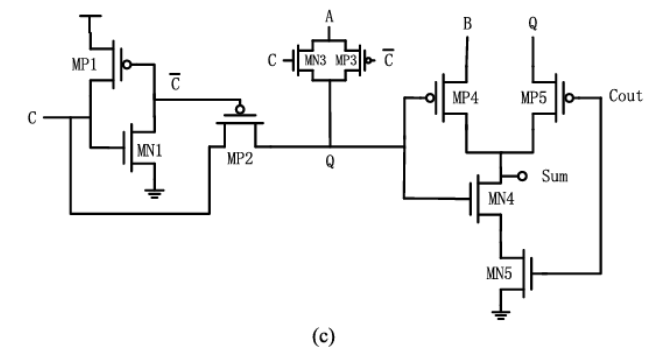 A B Q
MP1 C MN3 MP3 C̅
C̅ MP4 MP5 Cout
C MN1 MP2 Q Sum
MN4
MN5
(c)